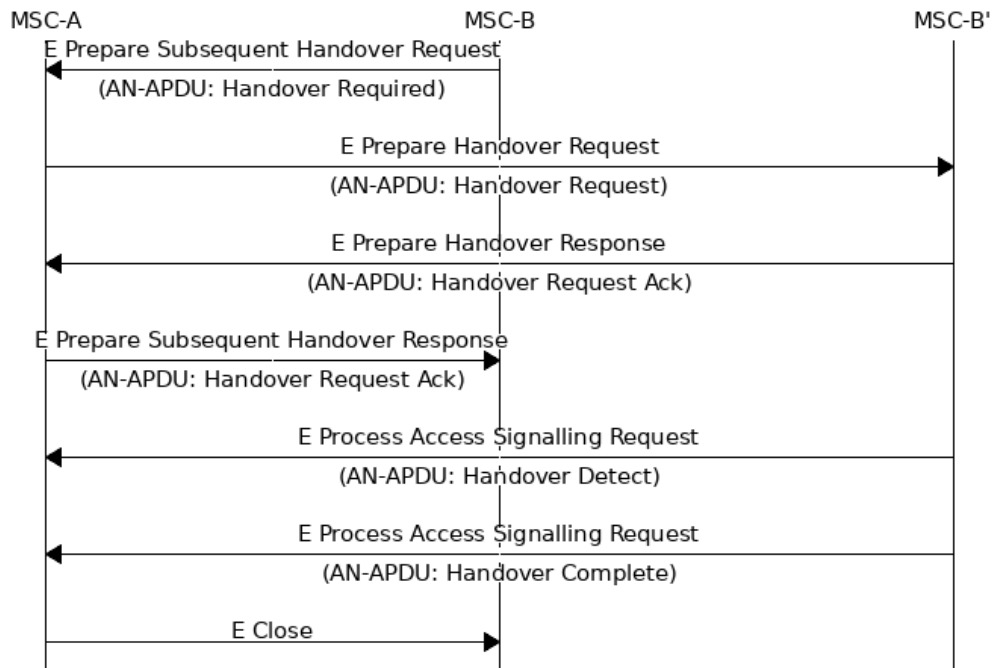 MSC-A MSC-B MSC-B'
E Prepare Subsequent Handover Request
(AN-APDU: Handover Required)
E Prepare Handover Request
(AN-APDU: Handover Request)
E Prepare Handover Response
(AN-APDU: Handover Request Ack)
E Prepare Subsequent Handover Response
(AN-APDU: Handover Request Ack)
E Process Access Signalling Request
(AN-APDU: Handover Detect)
E Process Access Signalling Request
(AN-APDU: Handover Complete)
E Close